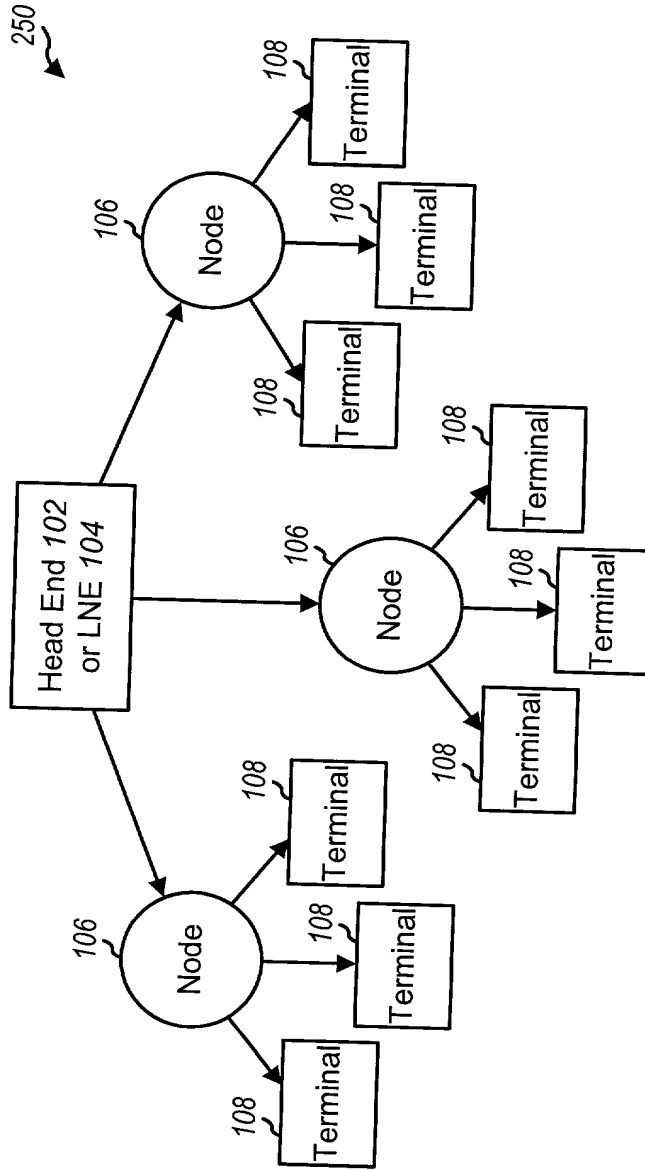 250
Head End 102
or LNE 104
106
Node
108
Terminal
108
Terminal
108
Terminal
106
Node
108
Terminal
108
Terminal
108
Terminal
106
Node
108
Terminal
108
Terminal
108
Terminal